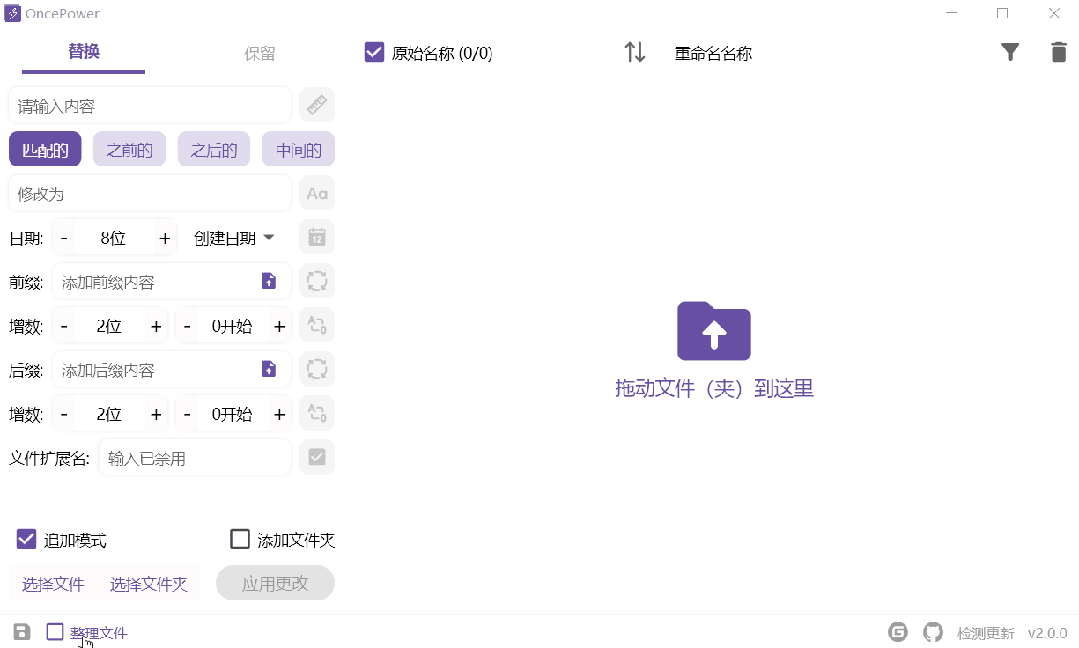 OncePower
替换
保留
原始名称 (0/0)
重命名名称
请输入内容
匹配的
之前的
之后的
中间的
修改为
Aa
日期:
-
8位
+
创建日期
12
前缀:
添加前缀内容
增数:
-
2位
+
-
0开始
+
后缀:
添加后缀内容
增数:
-
2位
+
-
0开始
+
文件扩展名:
输入已禁用
追加模式
添加文件夹
选择文件
选择文件夹
应用更改
拖动文件（夹）到这里
整理文件
检测更新
v2.0.0